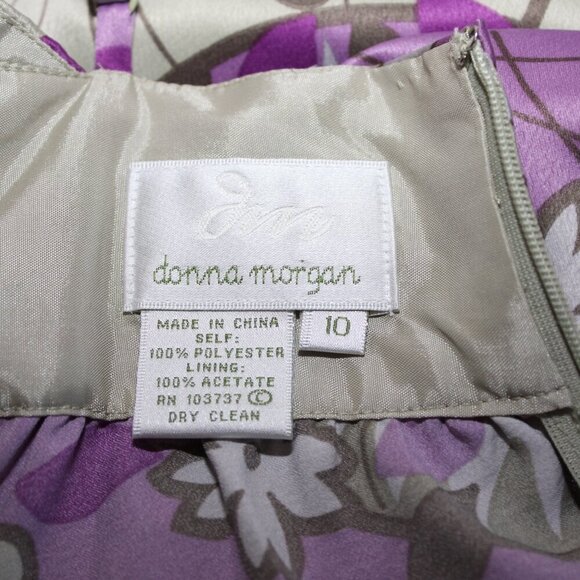 dm
donna morgan
10
MADE IN CHINA
SELF:
100% POLYESTER
LINING:
100% ACETATE
RN 103737 ©
DRY CLEAN